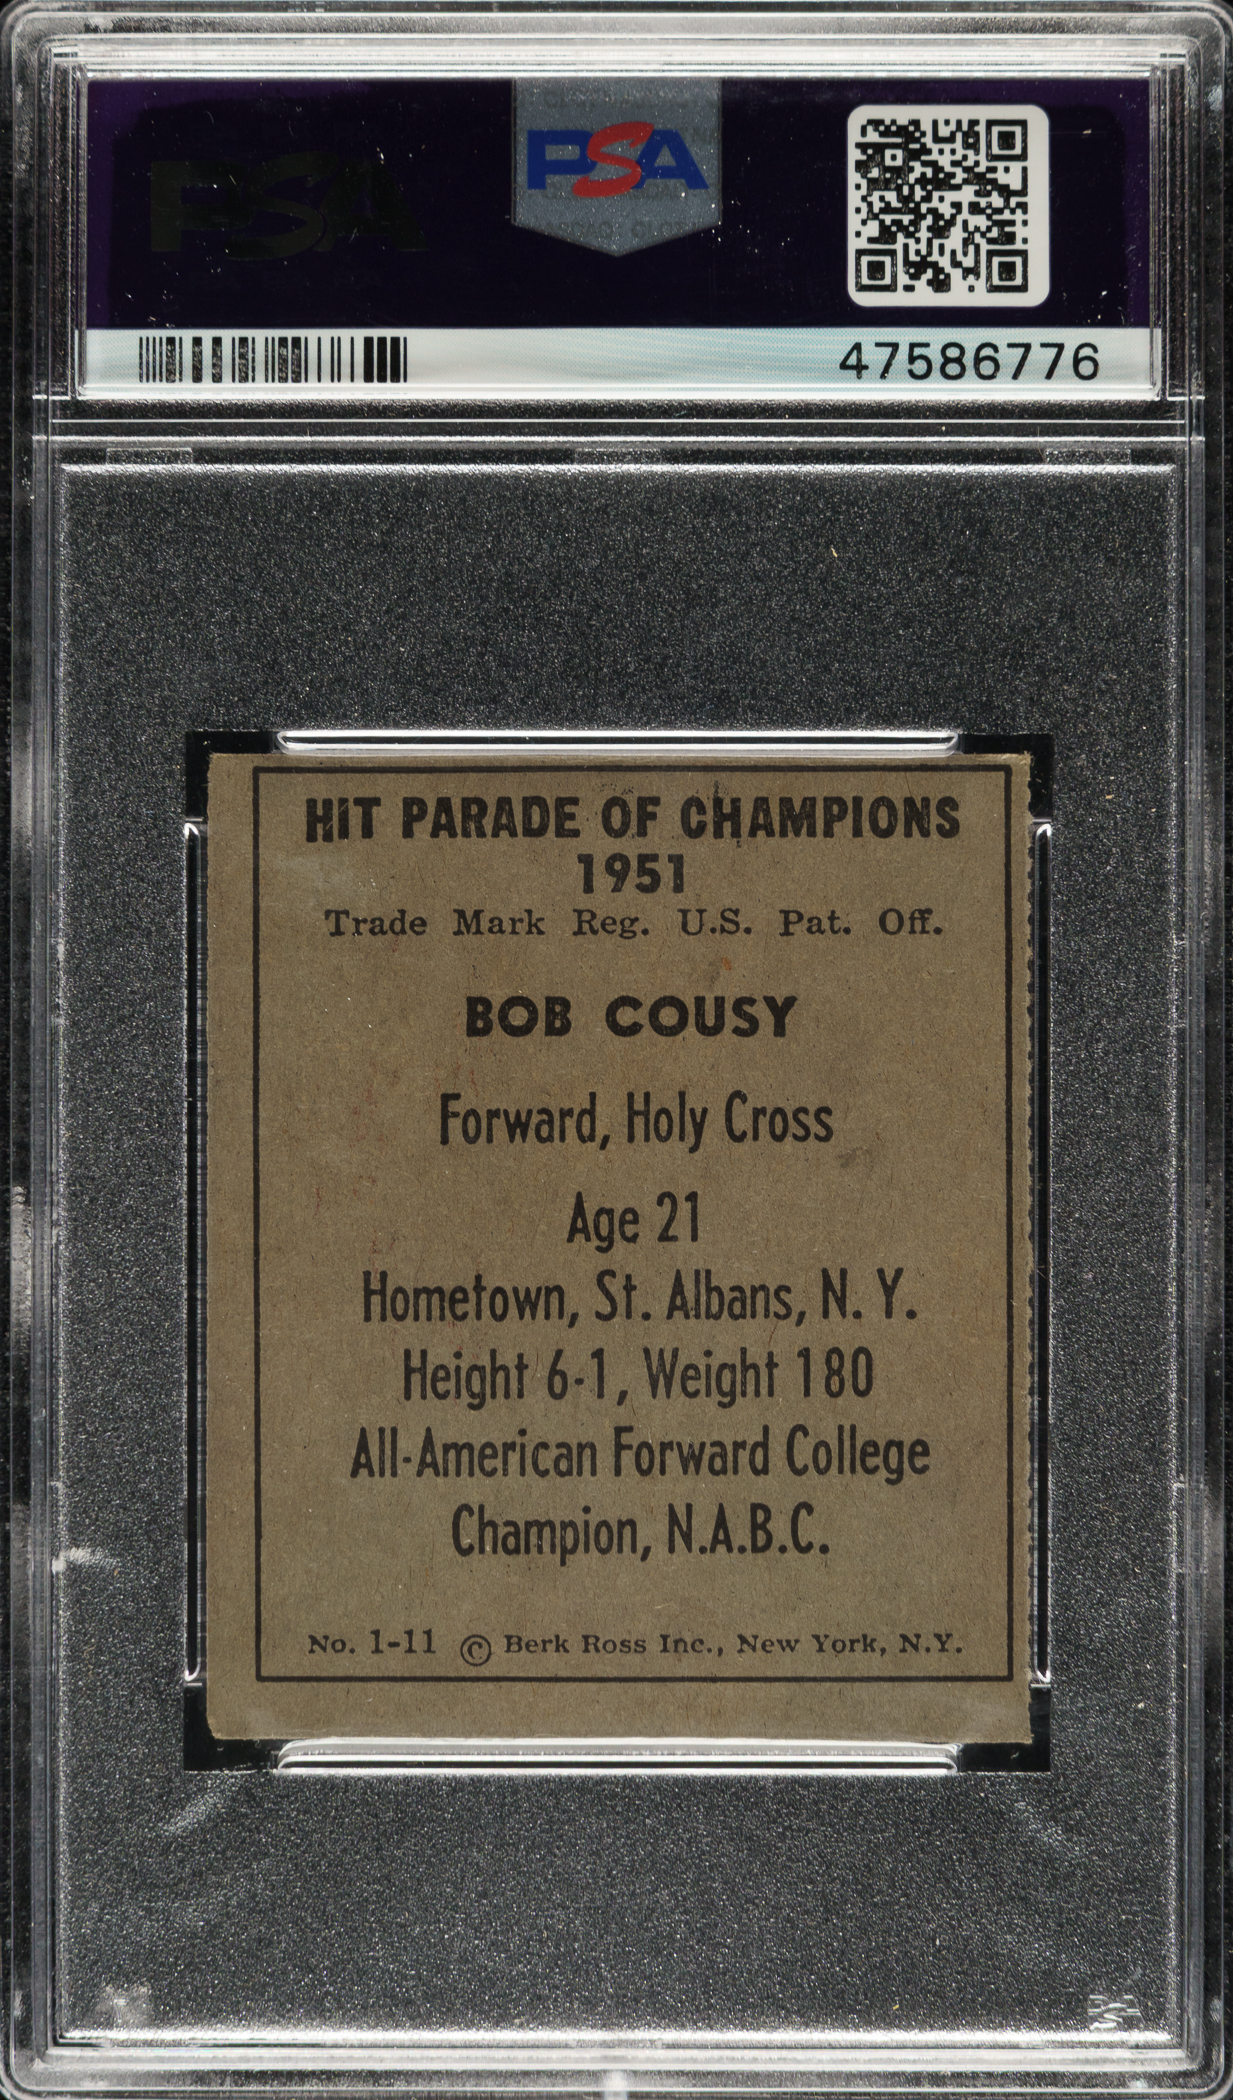 PSA
PSA
47586776
HIT PARADE OF CHAMPIONS
1951
Trade Mark Reg. U.S. Pat. Off.
BOB COUSY
Forward, Holy Cross
Age 21
Hometown, St. Albans, N. Y.
Height 6-1, Weight 180
All-American Forward College
Champion, N.A.B.C.
No. 1-11 © Berk Ross Inc., New York, N.Y.
PSA